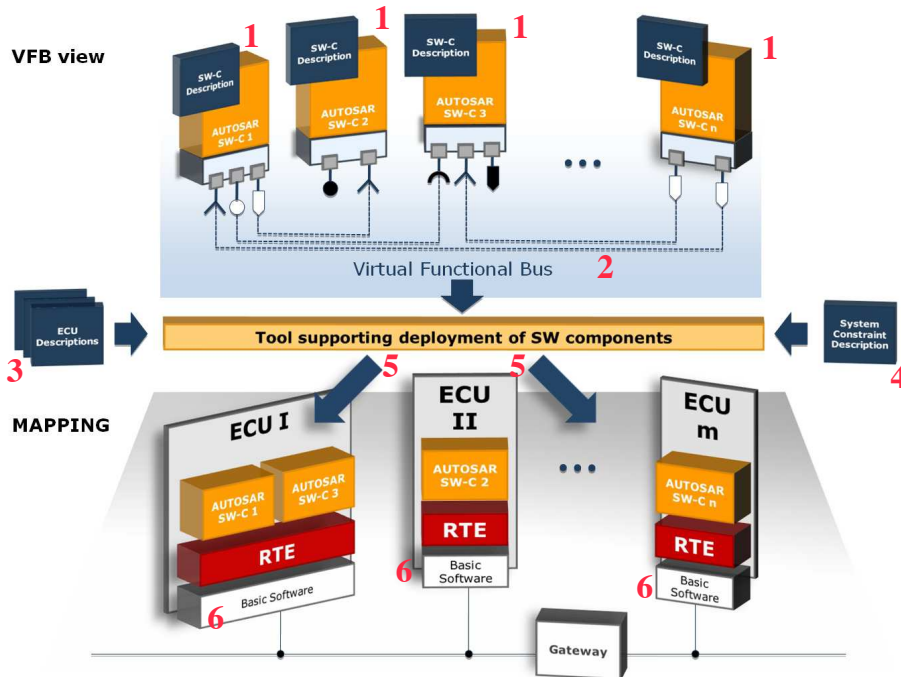 1
1
1
1
VFB view
SW-C
Description
SW-C
Description
SW-C
Description
SW-C
Description
AUTOSAR
SW-C 1
AUTOSAR
SW-C 2
AUTOSAR
SW-C 3
AUTOSAR
SW-C n
Virtual Functional Bus
2
ECU
Descriptions
3
Tool supporting deployment of SW components
System
Constraint
Description
4
5
5
MAPPING
ECU I
ECU
II
ECU
m
AUTOSAR
SW-C 1
AUTOSAR
SW-C 3
AUTOSAR
SW-C 2
AUTOSAR
SW-C n
RTE
RTE
RTE
Basic Software
6
Basic
Software
6
Basic
Software
6
Gateway